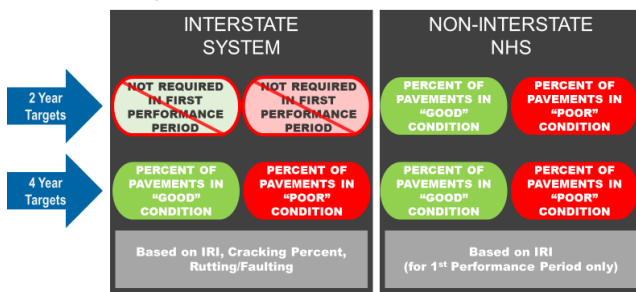 INTERSTATE
SYSTEM
NON-INTERSTATE
NHS
2 Year
Targets
NOT REQUIRED
IN FIRST
PERFORMANCE
PERIOD
NOT REQUIRED
IN FIRST
PERFORMANCE
PERIOD
PERCENT OF
PAVEMENTS IN
“GOOD”
CONDITION
PERCENT OF
PAVEMENTS IN
“POOR”
CONDITION
4 Year
Targets
PERCENT OF
PAVEMENTS IN
“GOOD”
CONDITION
PERCENT OF
PAVEMENTS IN
“POOR”
CONDITION
PERCENT OF
PAVEMENTS IN
“GOOD”
CONDITION
PERCENT OF
PAVEMENTS IN
“POOR”
CONDITION
Based on IRI, Cracking Percent,
Rutting/Faulting
Based on IRI
(for 1st Performance Period only)